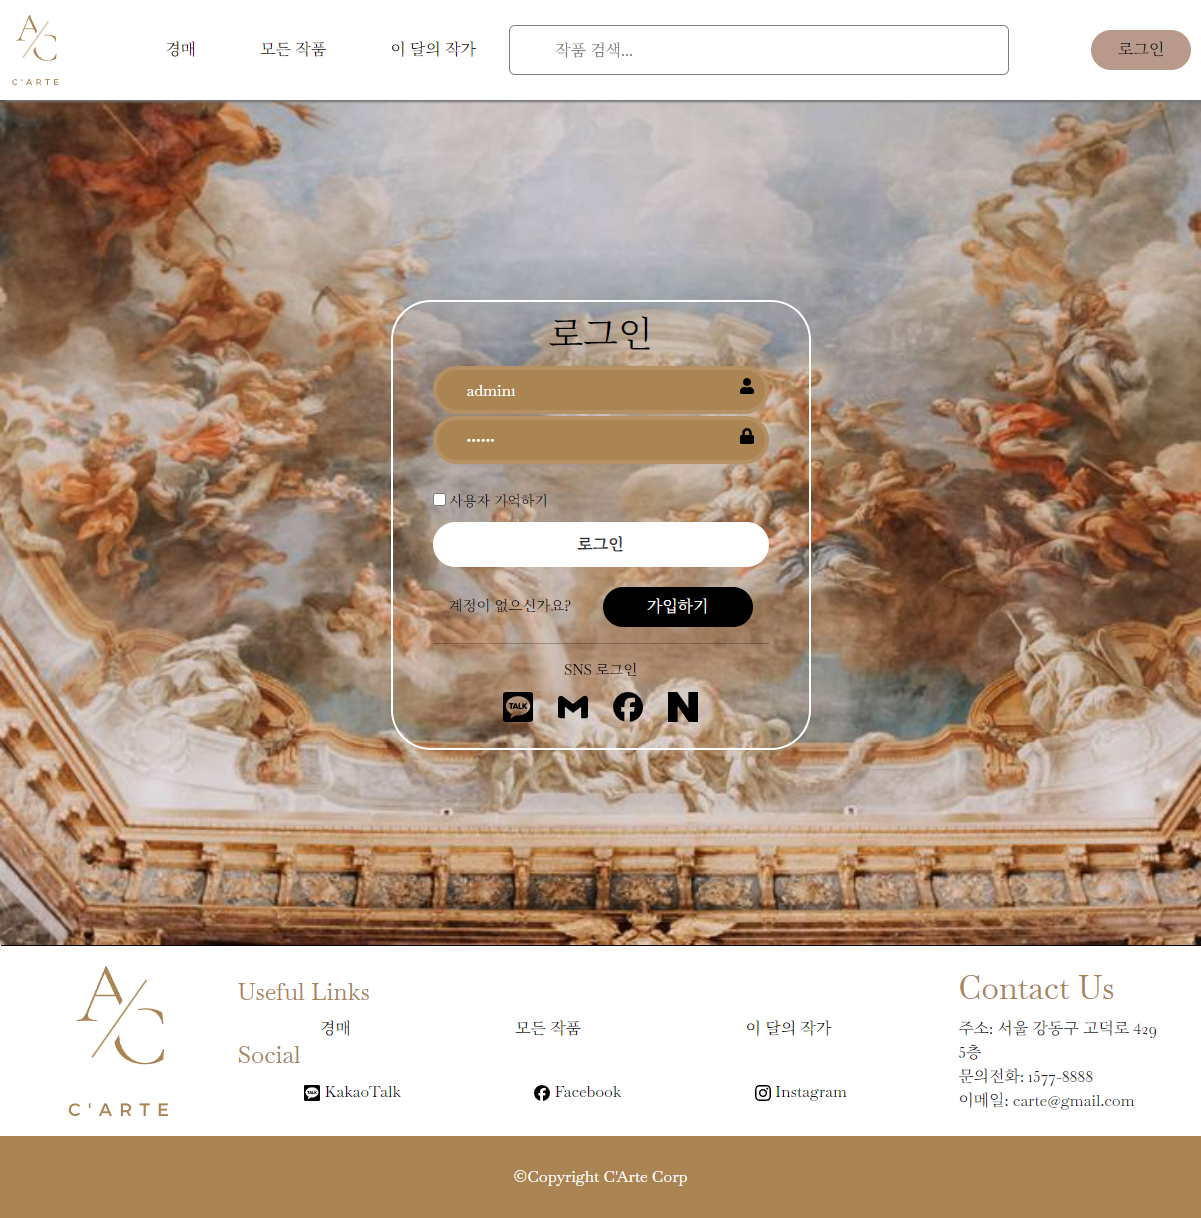 A/C
C'ARTE
경매
모든 작품
이 달의 작가
작품 검색...
로그인
로그인
admin1
••••••
사용자 기억하기
로그인
계정이 없으신가요?
가입하기
SNS 로그인
TALK
A/C
C'ARTE
Useful Links
경매
모든 작품
이 달의 작가
Social
KakaoTalk
Facebook
Instagram
Contact Us
주소: 서울 강동구 고덕로 429
5층
문의전화: 1577-8888
이메일: carte@gmail.com
©Copyright C'Arte Corp